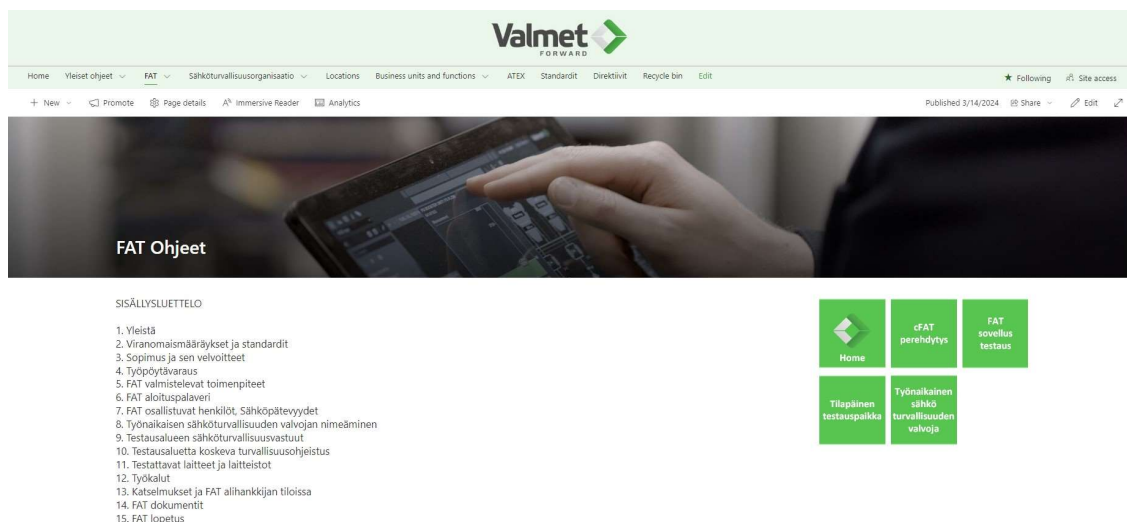 Valmet
FORWARD
Home Yleiset ohjeet FAT Sähköturvallisuusorganisaatio Locations Business units and functions ATEX Standardit Direktiivit Recycle bin Edit
Following Site access
+ New Promote Page details Immersive Reader Analytics
Published 3/14/2024 Share Edit
FAT Ohjeet
SISÄLLYSLUETTELO
1. Yleistä
2. Viranomaismääräykset ja standardit
3. Sopimus ja sen velvoitteet
4. Työpöytävaraus
5. FAT valmistelevat toimenpiteet
6. FAT aloituspalaveri
7. FAT osallistuvat henkilöt, Sähköpätevyydet
8. Työnaikaisen sähköturvallisuuden valvojan nimeäminen
9. Testausalueen sähköturvallisuusvastuut
10. Testausaluetta koskeva turvallisuusohjeistus
11. Testattavat laitteet ja laitteistot
12. Työkalut
13. Katselmukset ja FAT alihankkijan tiloissa
14. FAT dokumentit
15. FAT lopetus
Home
cFAT
perehdytys
FAT
sovellus
testaus
Tilapäinen
testauspaikka
Työnaikainen
sähkö
turvallisuuden
valvoja